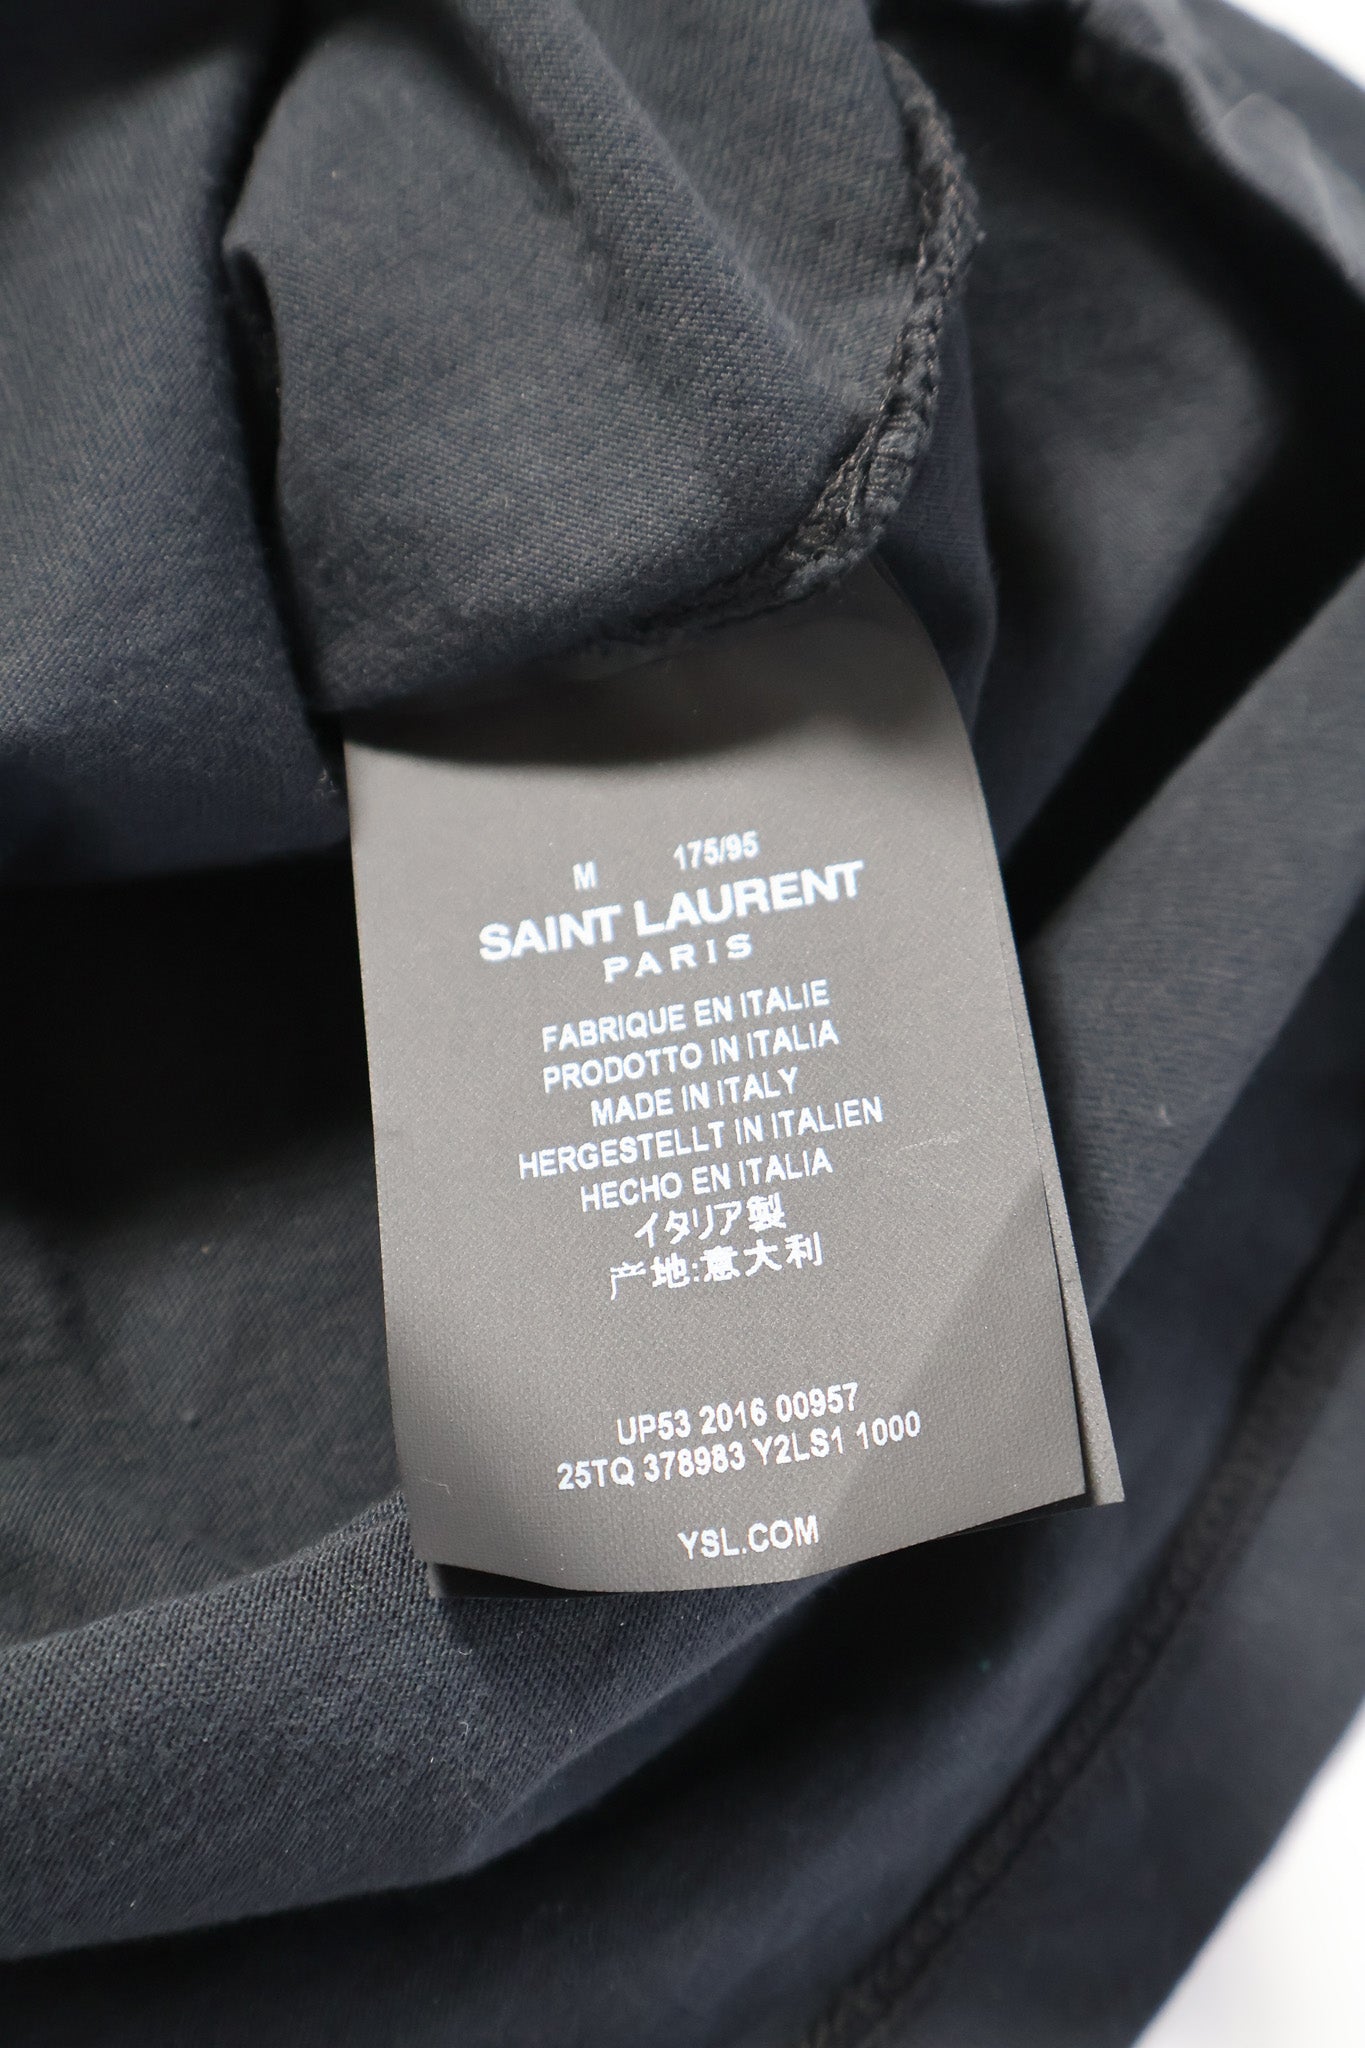 M 175/95
SAINT LAURENT
PARIS
FABRIQUE EN ITALIE
PRODOTTO IN ITALIA
MADE IN ITALY
HERGESTELLT IN ITALIEN
HECHO EN ITALIA
イタリア製
产地:意大利
UP53 2016 00957
25TQ 378983 Y2LS1 1000
YSL.COM